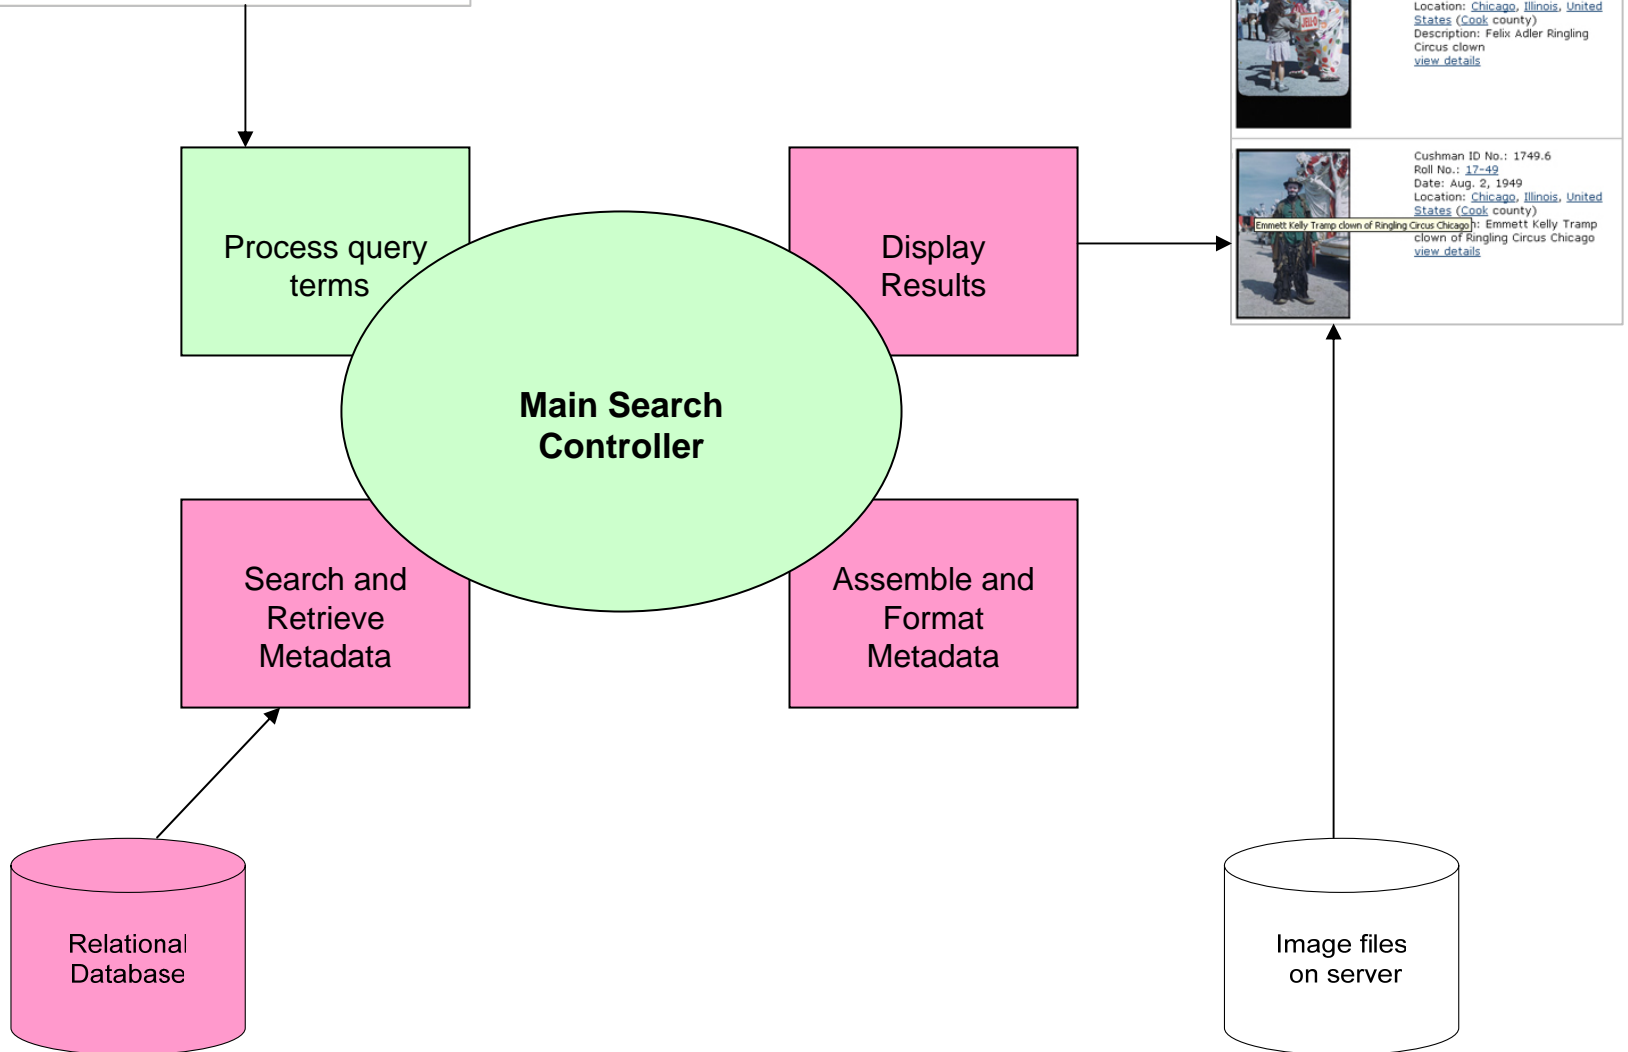 Location: Chicago, Illinois, United
States (Cook county)
Description: Felix Adler Ringling
Circus clown
view details
JELL-O
Cushman ID No.: 1749.6
Roll No.: 17-49
Date: Aug. 2, 1949
Location: Chicago, Illinois, United
States (Cook county)
Emmett Kelly Tramp clown of Ringling Circus Chicago
n: Emmett Kelly Tramp
clown of Ringling Circus Chicago
view details
Process query
terms
Display
Results
Main Search
Controller
Search and
Retrieve
Metadata
Assemble and
Format
Metadata
Relational
Database
Image files
on server